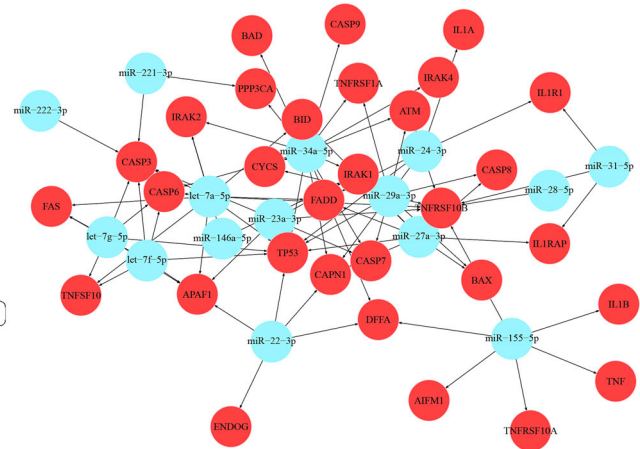 CASP9
IL1A
BAD
miR−221−3p
IRAK4
TNFRSF1A
PPP3CA
IL1R1
miR−222−3p
ATM
IRAK2
BID
miR−34a−5p
miR−24−3p
CASP3
CYCS
miR−31−5p
CASP8
IRAK1
CASP6
miR−28−5p
let−7a−5p
miR−29a−3p
FADD
FAS
TNFRSF10B
miR−23a−3p
let−7g−5p
miR−146a−5p
miR−27a−3p
IL1RAP
TP53
let−7f−5p
CASP7
CAPN1
BAX
TNFSF10
APAF1
IL1B
DFFA
miR−22−3p
miR−155−5p
TNF
AIFM1
ENDOG
TNFRSF10A